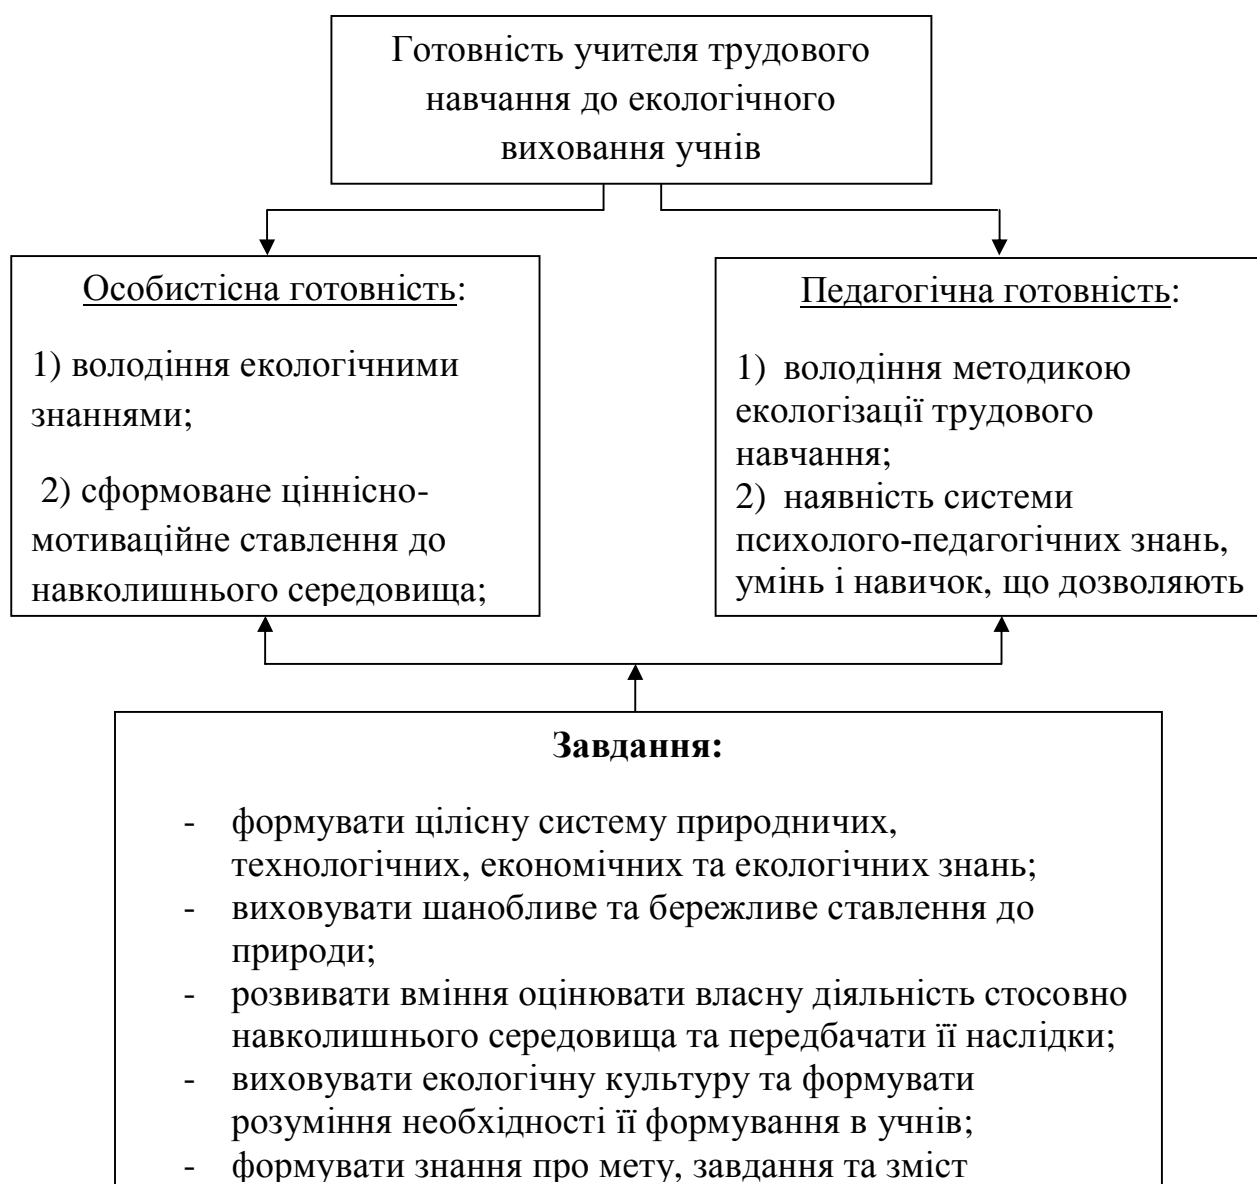 Готовність учителя трудового
навчання до екологічного
виховання учнів
Особистісна готовність:
1) володіння екологічними
знаннями;
2) сформоване ціннісно-
мотиваційне ставлення до
навколишнього середовища;
Педагогічна готовність:
1) володіння методикою
екологізації трудового
навчання;
2) наявність системи
психолого-педагогічних знань,
умінь і навичок, що дозволяють
Завдання:
- формувати цілісну систему природничих,
технологічних, економічних та екологічних знань;
- виховувати шанобливе та бережливе ставлення до
природи;
- розвивати вміння оцінювати власну діяльність стосовно
навколишнього середовища та передбачати її наслідки;
- виховувати екологічну культуру та формувати
розуміння необхідності її формування в учнів;
- формувати знання про мету, завдання та зміст